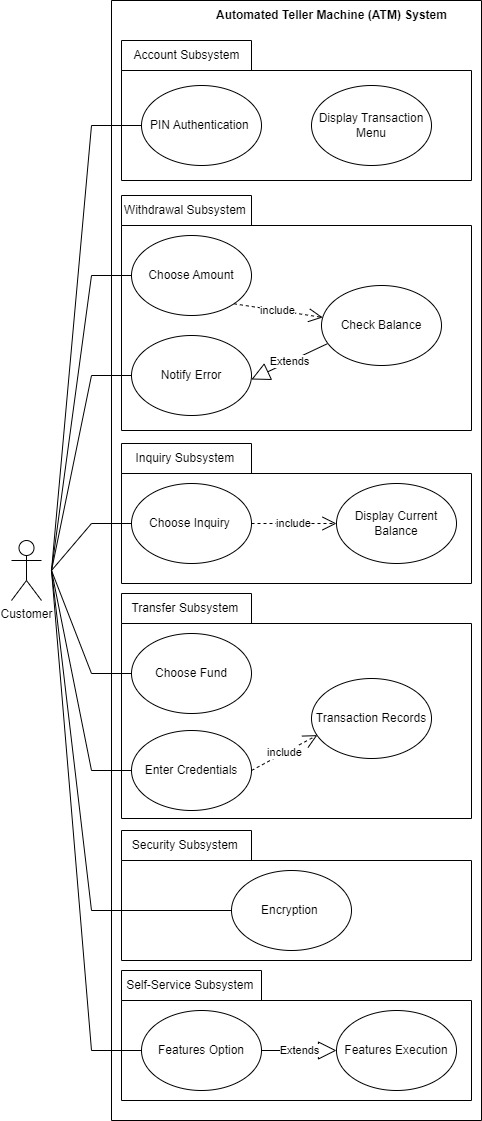 Automated Teller Machine (ATM) System
Account Subsystem
PIN Authentication
Display Transaction
Menu
Withdrawal Subsystem
Choose Amount
include
Check Balance
Extends
Notify Error
Inquiry Subsystem
Choose Inquiry
include
Display Current
Balance
Customer
Transfer Subsystem
Choose Fund
Transaction Records
include
Enter Credentials
Security Subsystem
Encryption
Self-Service Subsystem
Features Option
Extends
Features Execution